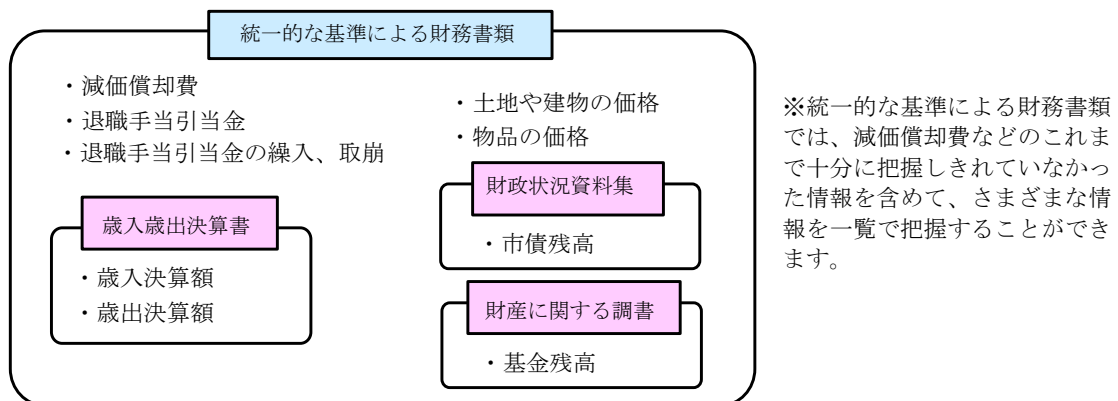 統一的な基準による財務書類
・減価償却費
・退職手当引当金
・退職手当引当金の繰入、取崩
歳入歳出決算書
・歳入決算額
・歳出決算額
・土地や建物の価格
・物品の価格
財政状況資料集
・市債残高
財産に関する調書
・基金残高
※統一的な基準による財務書類
では、減価償却費などのこれま
で十分に把握しきれていなかっ
た情報を含めて、さまざまな情
報を一覧で把握することができ
ます。